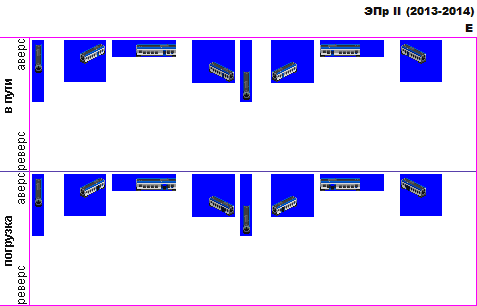 ЭПр II (2013-2014)
Е
в пути
аверс
реверс
погрузка
аверс
реверс